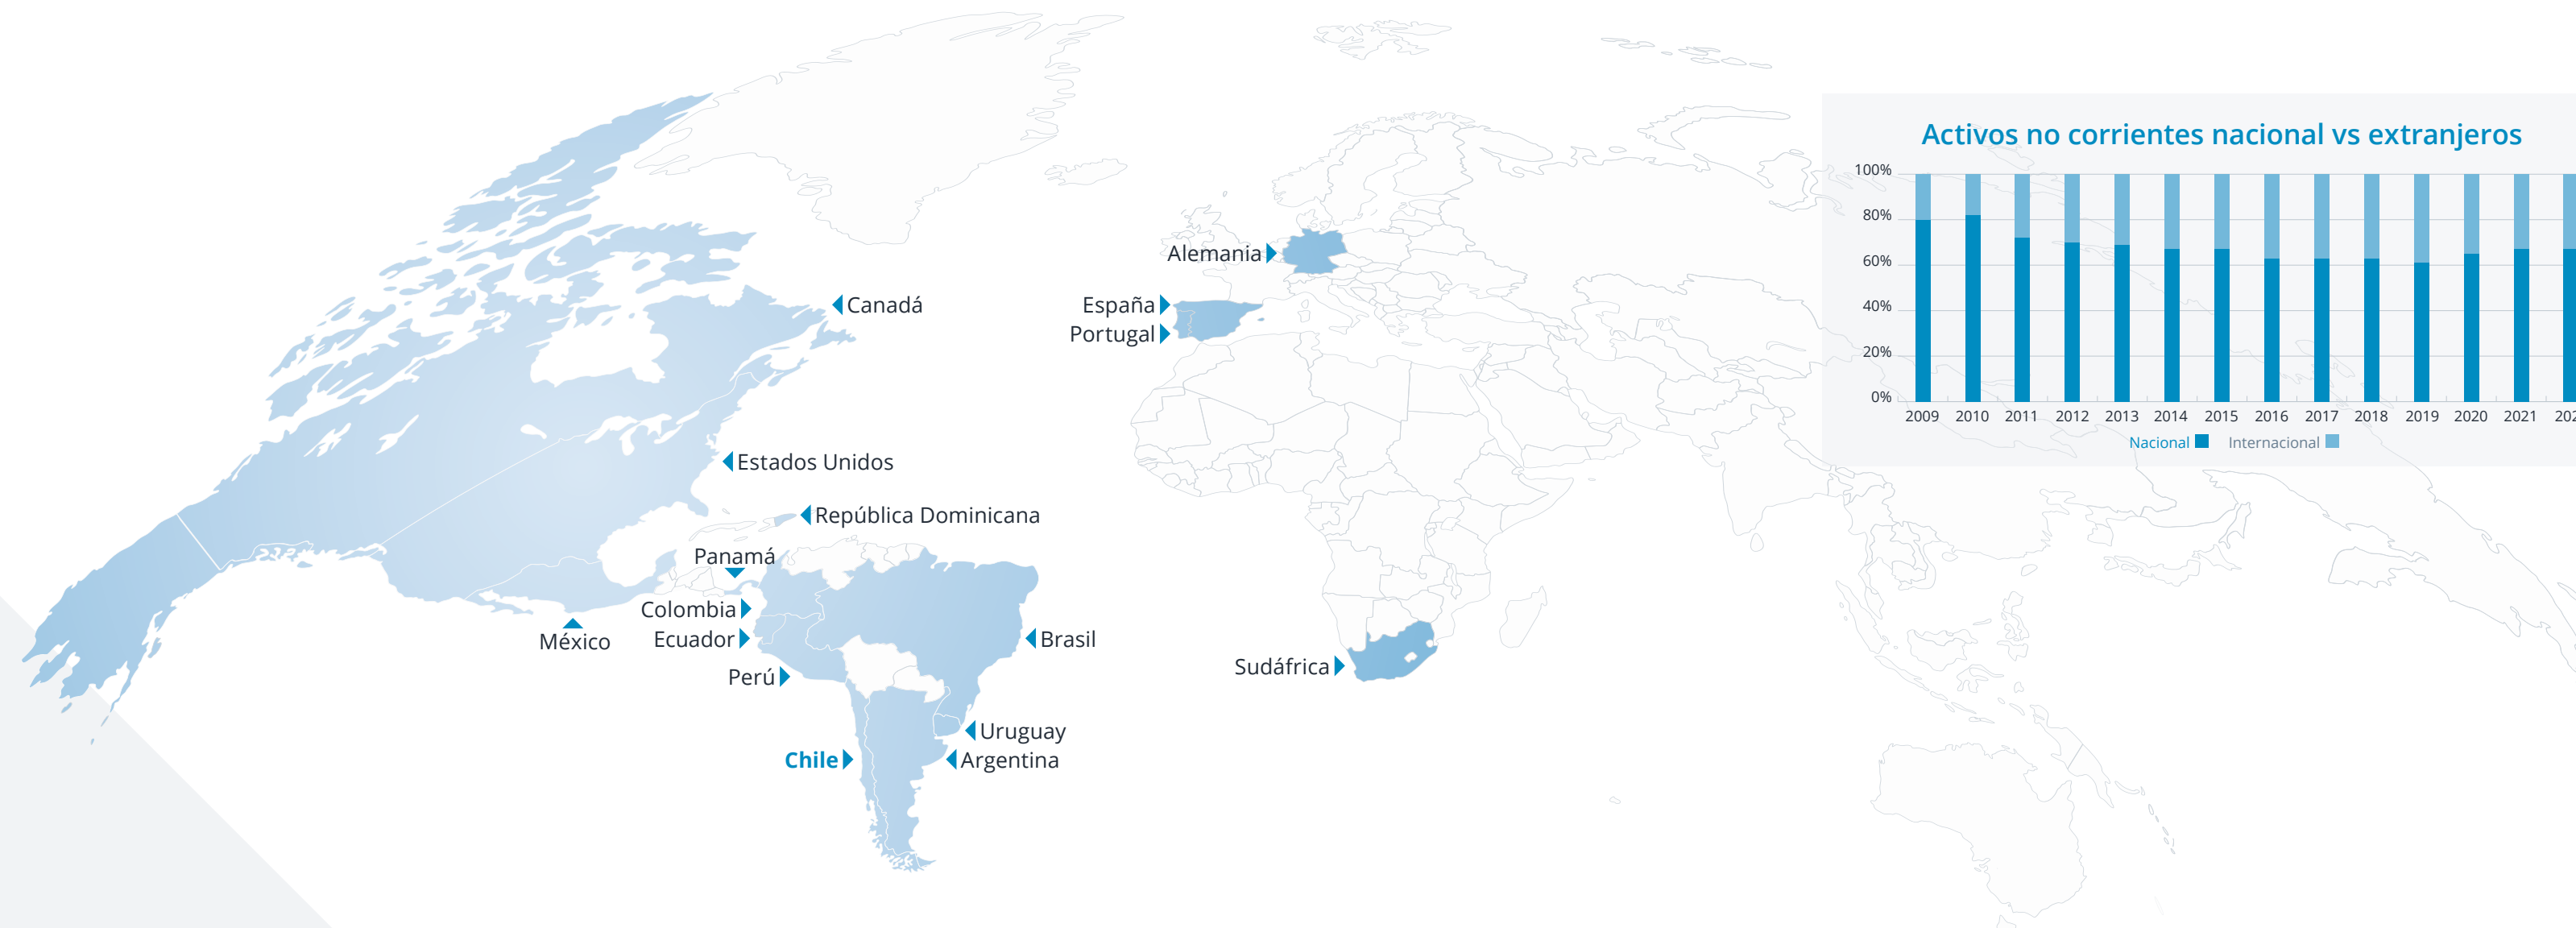 Alemania
España
Portugal
Canadá
Estados Unidos
República Dominicana
Panamá
Colombia
México
Ecuador
Brasil
Perú
Sudáfrica
Uruguay
Chile
Argentina
Activos no corrientes nacional vs extranjeros
100%
80%
60%
40%
20%
0%
2009 2010 2011 2012 2013 2014 2015 2016 2017 2018 2019 2020 2021
Nacional Internacional